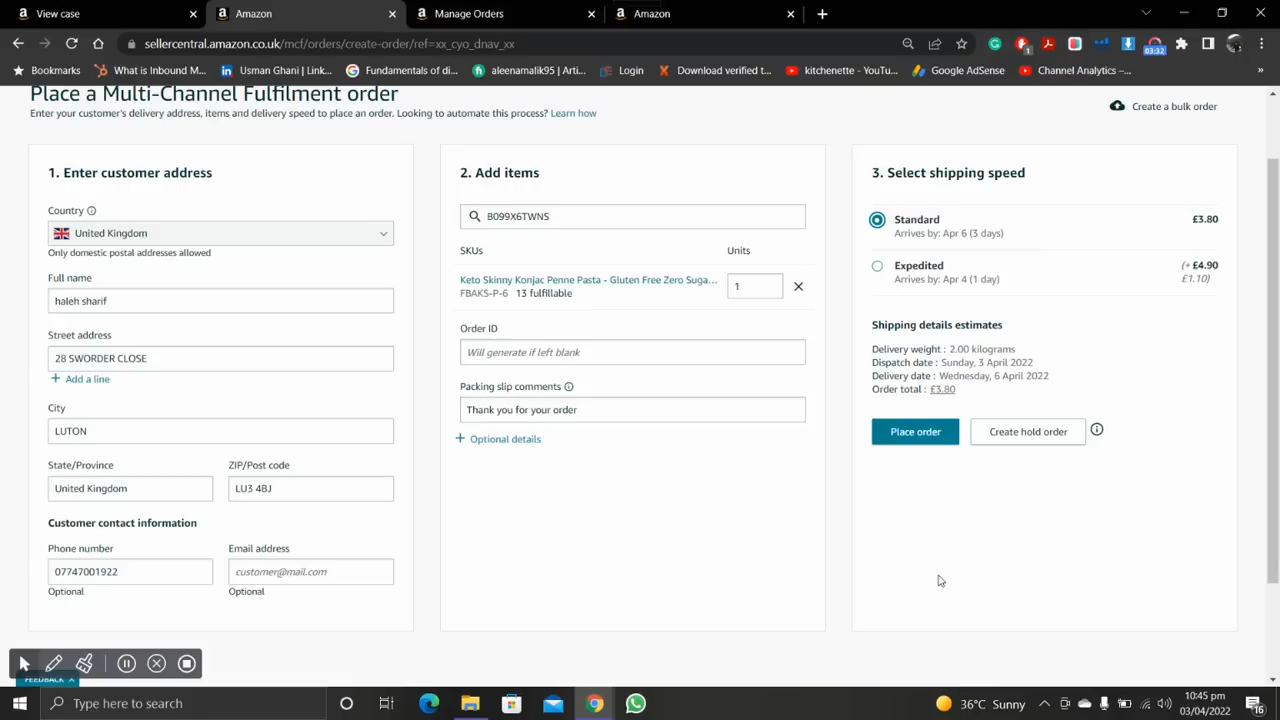 View case
Amazon
Manage Orders
Amazon
sellercentral.amazon.co.uk/mcf/orders/create-order/ref=xx_cyo_dnav_xx
1
03:32
Bookmarks
What is Inbound M...
Usman Ghani | Link...
Fundamentals of di...
aleenamalik95 | Arti...
Login
Download verified t...
kitchenette - YouTu...
Google AdSense
Channel Analytics –...
»
Place a Multi-Channel Fulfilment order
Enter your customer's delivery address, items and delivery speed to place an order. Looking to automate this process? Learn how
Create a bulk order
1. Enter customer address
Country
United Kingdom
Only domestic postal addresses allowed
Full name
haleh sharif
Street address
28 SWORDER CLOSE
+ Add a line
City
LUTON
State/Province
ZIP/Post code
United Kingdom
LU3 4BJ
Customer contact information
Phone number
Email address
07747001922
customer@mail.com
Optional
Optional
2. Add items
B099X6TWNS
SKUs
Units
Keto Skinny Konjac Penne Pasta - Gluten Free Zero Suga...
FBAKS-P-6 13 fulfillable
1
Order ID
Will generate if left blank
Packing slip comments
Thank you for your order
+ Optional details
3. Select shipping speed
Standard
£3.80
Arrives by: Apr 6 (3 days)
Expedited
(+ £4.90
Arrives by: Apr 4 (1 day)
£1.10)
Shipping details estimates
Delivery weight : 2.00 kilograms
Dispatch date : Sunday, 3 April 2022
Delivery date : Wednesday, 6 April 2022
Order total : £3.80
Place order
Create hold order
FEEDBACK
Type here to search
36°C Sunny
10:45 pm
03/04/2022
16